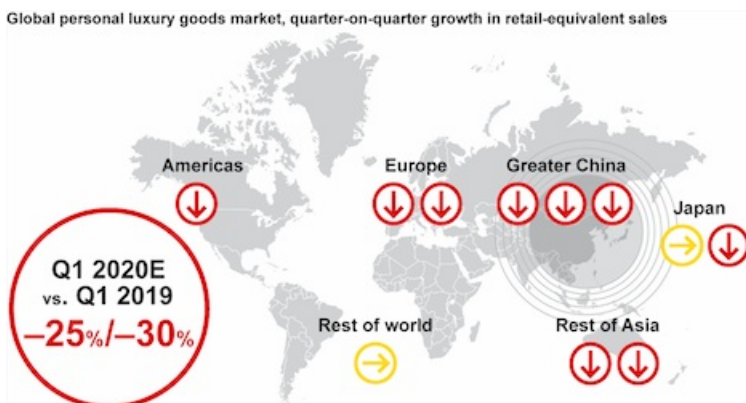 Global personal luxury goods market, quarter-on-quarter growth in retail-equivalent sales
Americas
Europe
Greater China
Japan
Q1 2020E
vs. Q1 2019
–25%/–30%
Rest of world
Rest of Asia